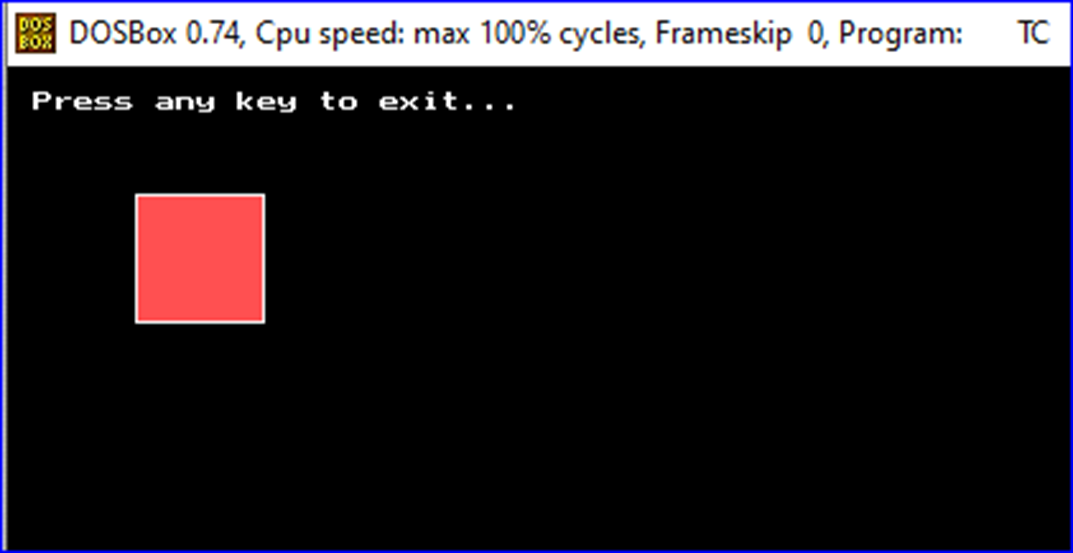 DOS
BOX
DOSBox 0.74, Cpu speed: max 100% cycles, Frameskip 0, Program: TC
Press any key to exit...